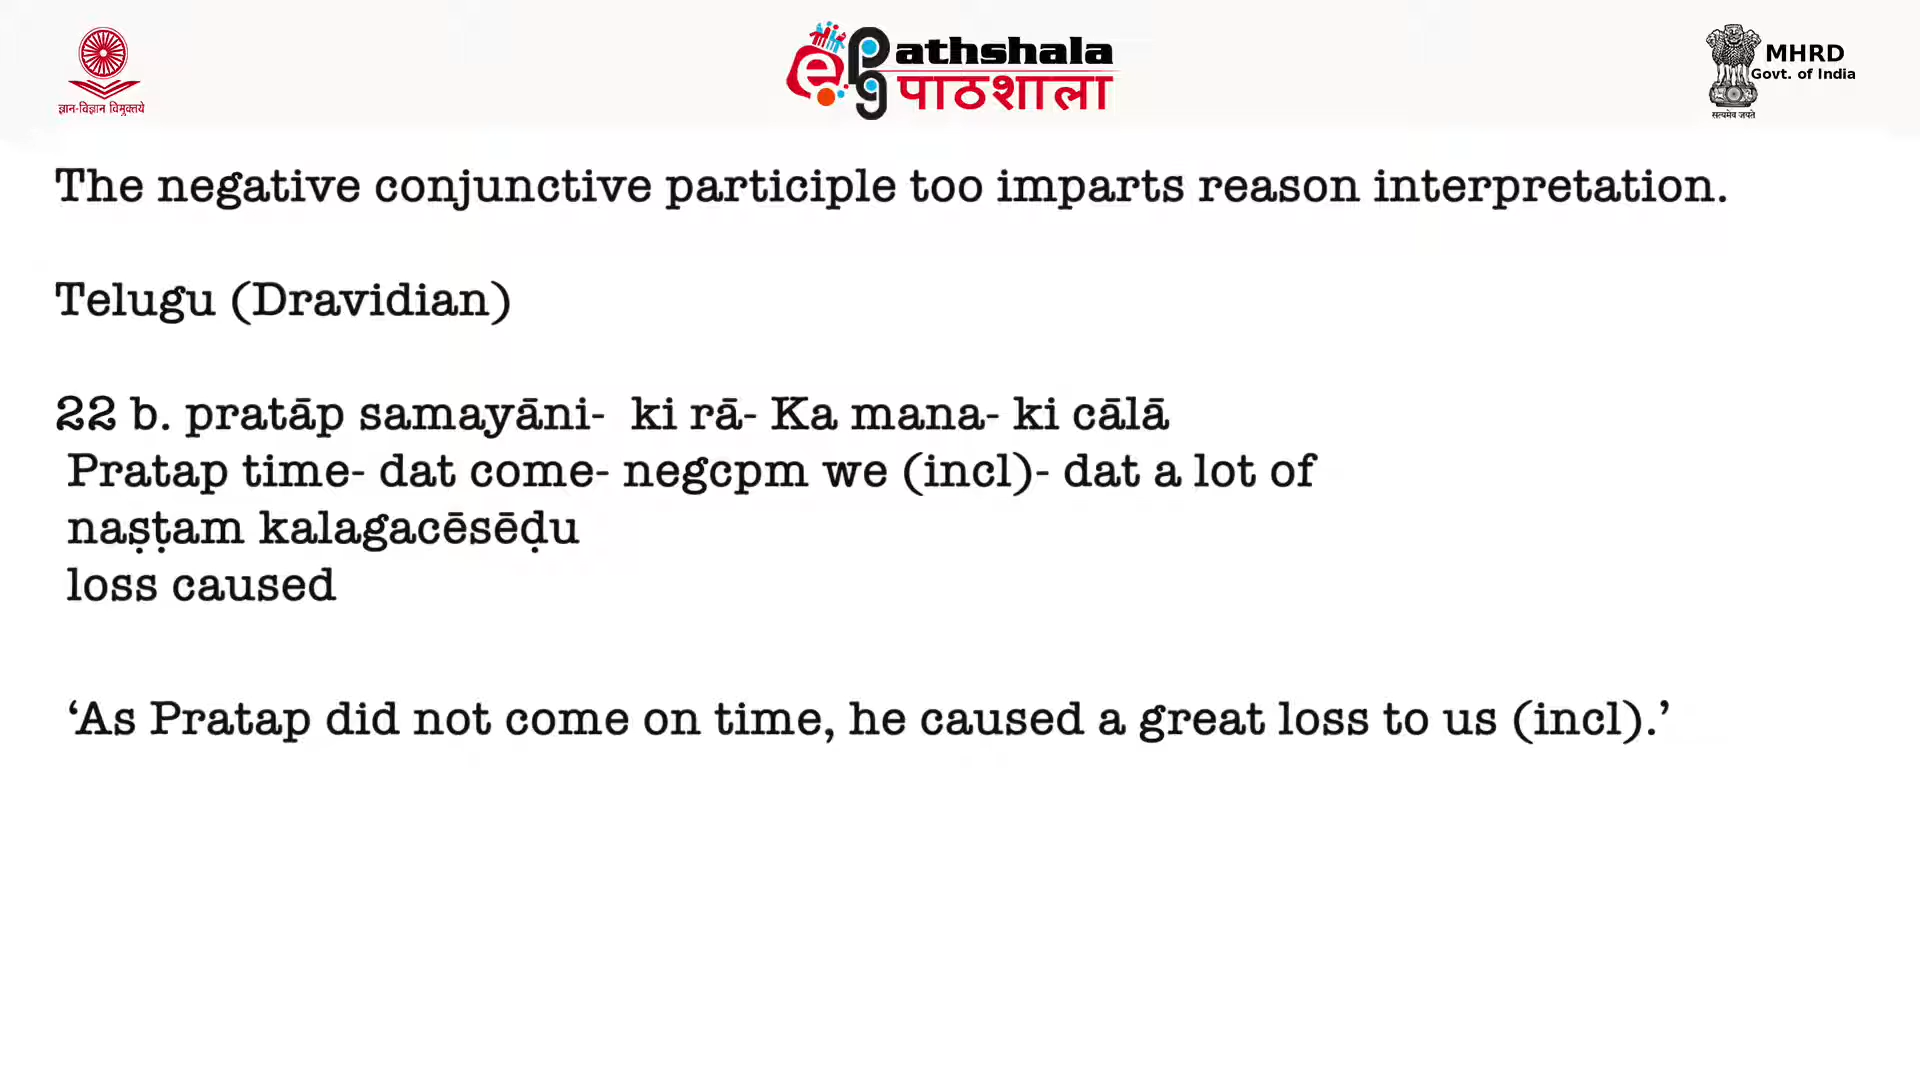 ज्ञान-विज्ञान विमुक्तये
e pg athshala
पाठशाला
MHRD
Govt. of India
सत्यमेव जयते
The negative conjunctive participle too imparts reason interpretation.
Telugu (Dravidian)
22 b. pratāp samayāni-  ki rā- Ka mana- ki cālā
Pratap time- dat come- negcpm we (incl)- dat a lot of
naṣṭam kalagacēsēḍu
loss caused
‘As Pratap did not come on time, he caused a great loss to us (incl).’